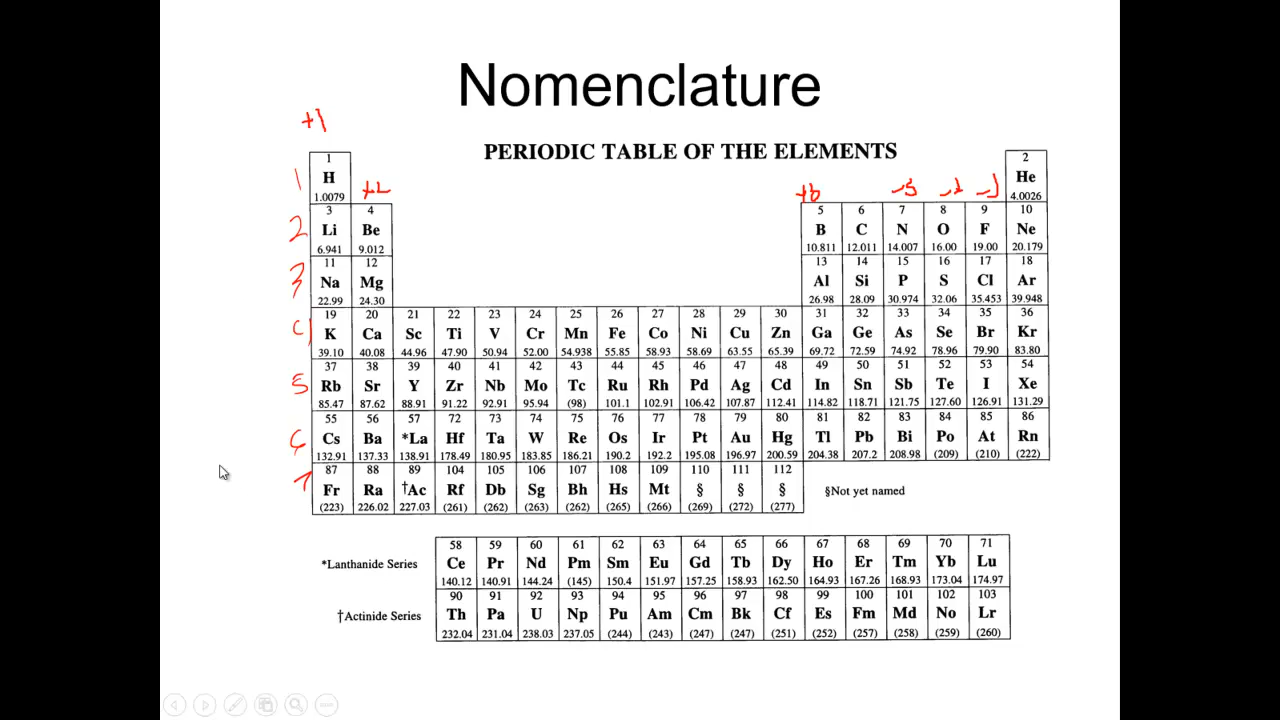 Nomenclature
+1
PERIODIC TABLE OF THE ELEMENTS
1 2
1 H +2 -3 -2 -1 He
1.0079 4.0026
3 4 5 6 7 8 9 10
2 Li Be B C N O F Ne
6.941 9.012 10.811 12.011 14.007 16.00 19.00 20.179
11 12 13 14 15 16 17 18
3 Na Mg Al Si P S Cl Ar
22.99 24.30 26.98 28.09 30.974 32.06 35.453 39.948
19 20 21 22 23 24 25 26 27 28 29 30 31 32 33 34 35 36
4 K Ca Sc Ti V Cr Mn Fe Co Ni Cu Zn Ga Ge As Se Br Kr
39.10 40.08 44.96 47.90 50.94 52.00 54.938 55.85 58.93 58.69 63.55 65.39 69.72 72.59 74.92 78.96 79.90 83.80
37 38 39 40 41 42 43 44 45 46 47 48 49 50 51 52 53 54
5 Rb Sr Y Zr Nb Mo Tc Ru Rh Pd Ag Cd In Sn Sb Te I Xe
85.47 87.62 88.91 91.22 92.91 95.94 (98) 101.1 102.91 106.42 107.87 112.41 114.82 118.71 121.75 127.60 126.91 131.29
55 56 57 72 73 74 75 76 77 78 79 80 81 82 83 84 85 86
6 Cs Ba *La Hf Ta W Re Os Ir Pt Au Hg Tl Pb Bi Po At Rn
132.91 137.33 138.91 178.49 180.95 183.85 186.21 190.2 192.2 195.08 196.97 200.59 204.38 207.2 208.98 (209) (210) (222)
87 88 89 104 105 106 107 108 109 110 111 112
7 Fr Ra †Ac Rf Db Sg Bh Hs Mt § § § §Not yet named
(223) 226.02 227.03 (261) (262) (263) (262) (265) (266) (269) (272) (277)
58 59 60 61 62 63 64 65 66 67 68 69 70 71
*Lanthanide Series Ce Pr Nd Pm Sm Eu Gd Tb Dy Ho Er Tm Yb Lu
140.12 140.91 144.24 (145) 150.4 151.97 157.25 158.93 162.50 164.93 167.26 168.93 173.04 174.97
90 91 92 93 94 95 96 97 98 99 100 101 102 103
†Actinide Series Th Pa U Np Pu Am Cm Bk Cf Es Fm Md No Lr
232.04 231.04 238.03 237.05 (244) (243) (247) (247) (251) (252) (257) (258) (259) (260)